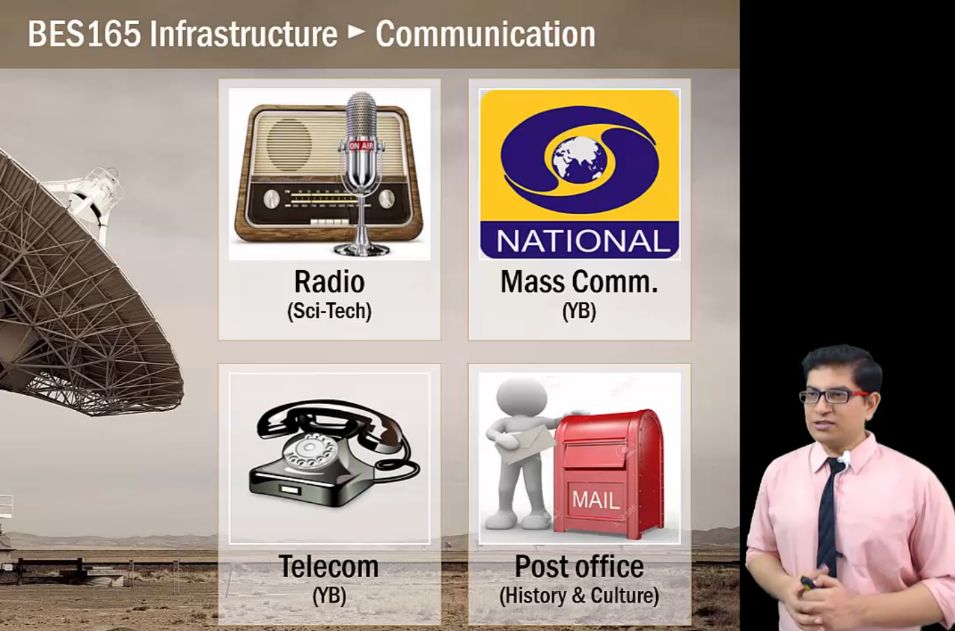 BES165 Infrastructure ► Communication
ON AIR
Radio
(Sci-Tech)
NATIONAL
Mass Comm.
(YB)
Telecom
(YB)
MAIL
Post office
(History & Culture)